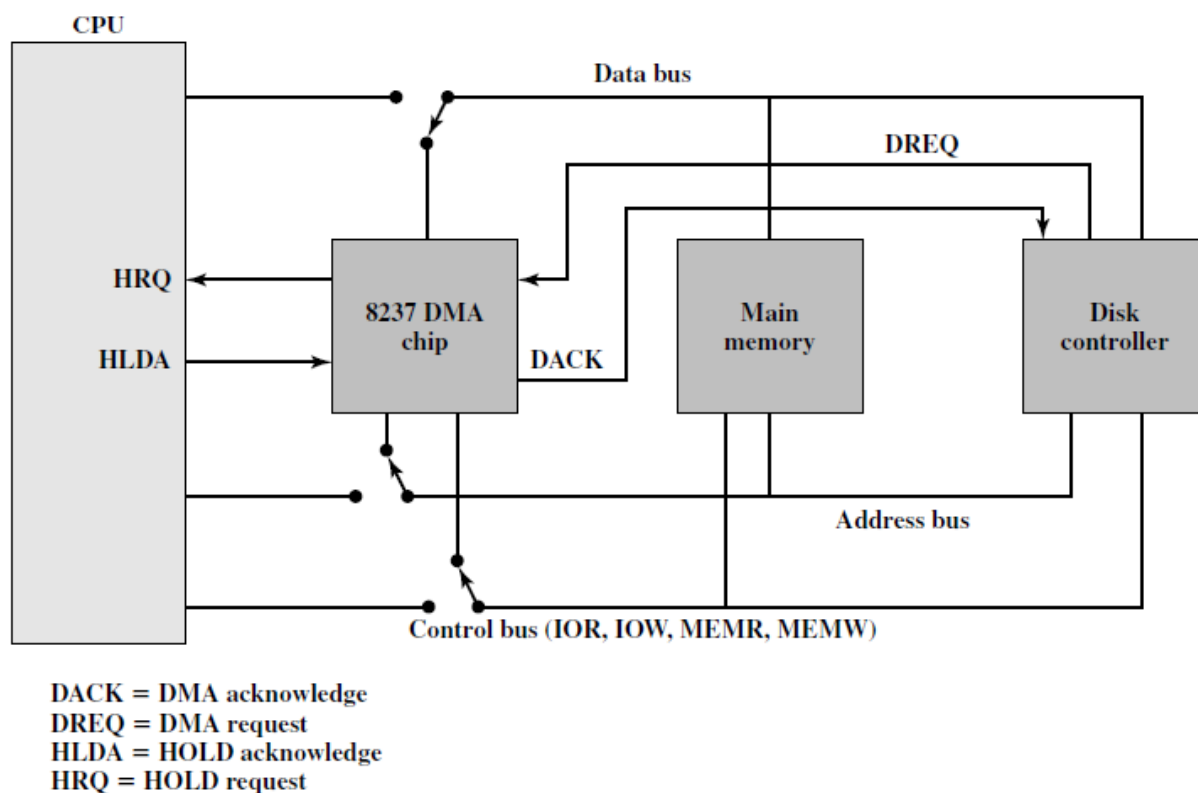 CPU
Data bus
DREQ
HRQ
8237 DMA
chip
Main
memory
Disk
controller
HLDA
DACK
Address bus
Control bus (IOR, IOW, MEMR, MEMW)
DACK = DMA acknowledge
DREQ = DMA request
HLDA = HOLD acknowledge
HRQ = HOLD request